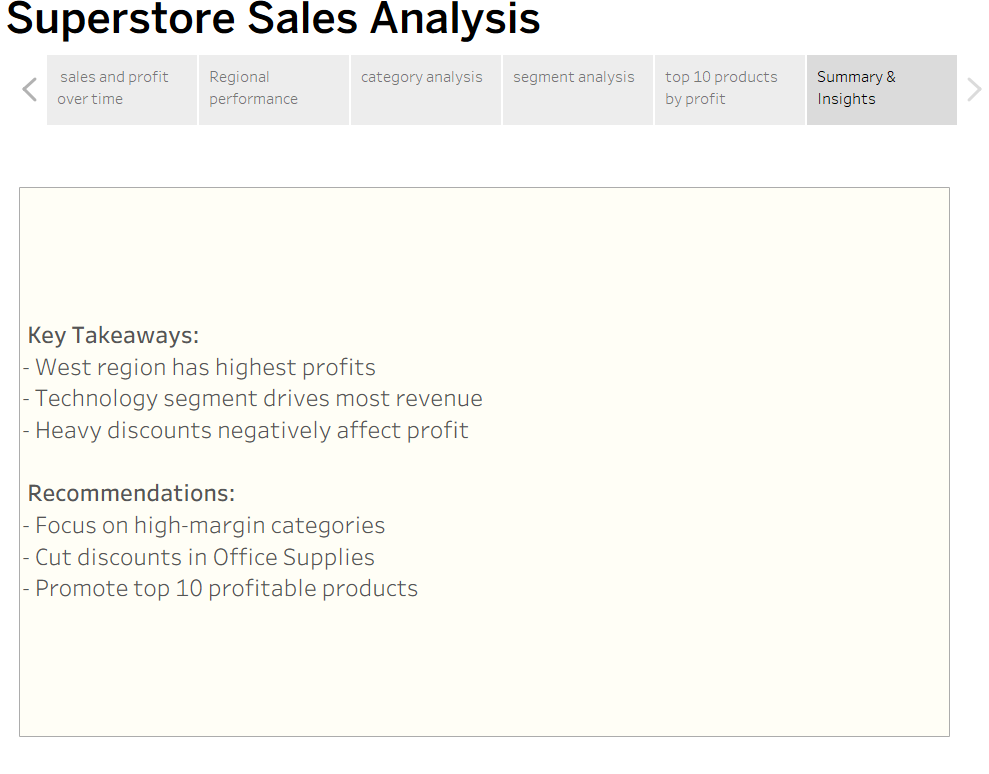 Superstore Sales Analysis
sales and profit
over time
Regional
performance
category analysis
segment analysis
top 10 products
by profit
Summary &
Insights
Key Takeaways:
- West region has highest profits
- Technology segment drives most revenue
- Heavy discounts negatively affect profit
Recommendations:
- Focus on high-margin categories
- Cut discounts in Office Supplies
- Promote top 10 profitable products